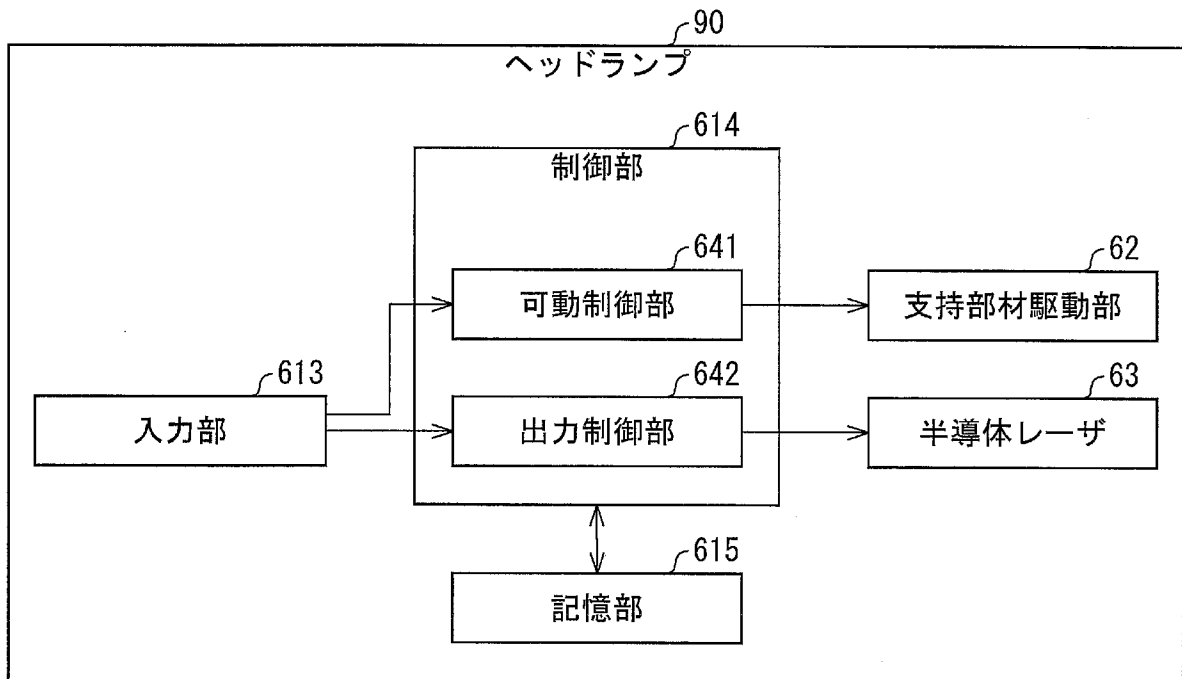 90
ヘッドランプ
614
制御部
641
可動制御部
62
支持部材駆動部
613
入力部
642
出力制御部
63
半導体レーザ
615
記憶部